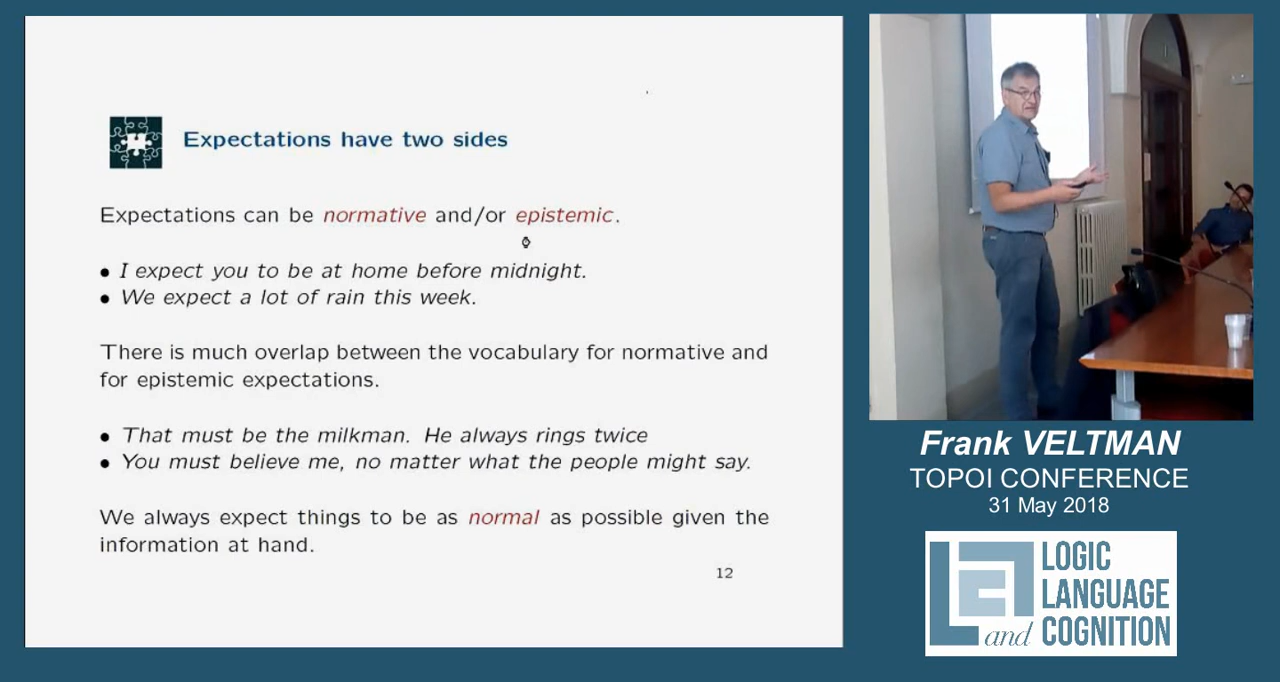 Expectations have two sides
Expectations can be normative and/or epistemic.
• I expect you to be at home before midnight.
• We expect a lot of rain this week.
There is much overlap between the vocabulary for normative and
for epistemic expectations.
• That must be the milkman. He always rings twice
• You must believe me, no matter what the people might say.
We always expect things to be as normal as possible given the
information at hand.
12
Frank VELTMAN
TOPOI CONFERENCE
31 May 2018
LOGIC
LANGUAGE
and COGNITION